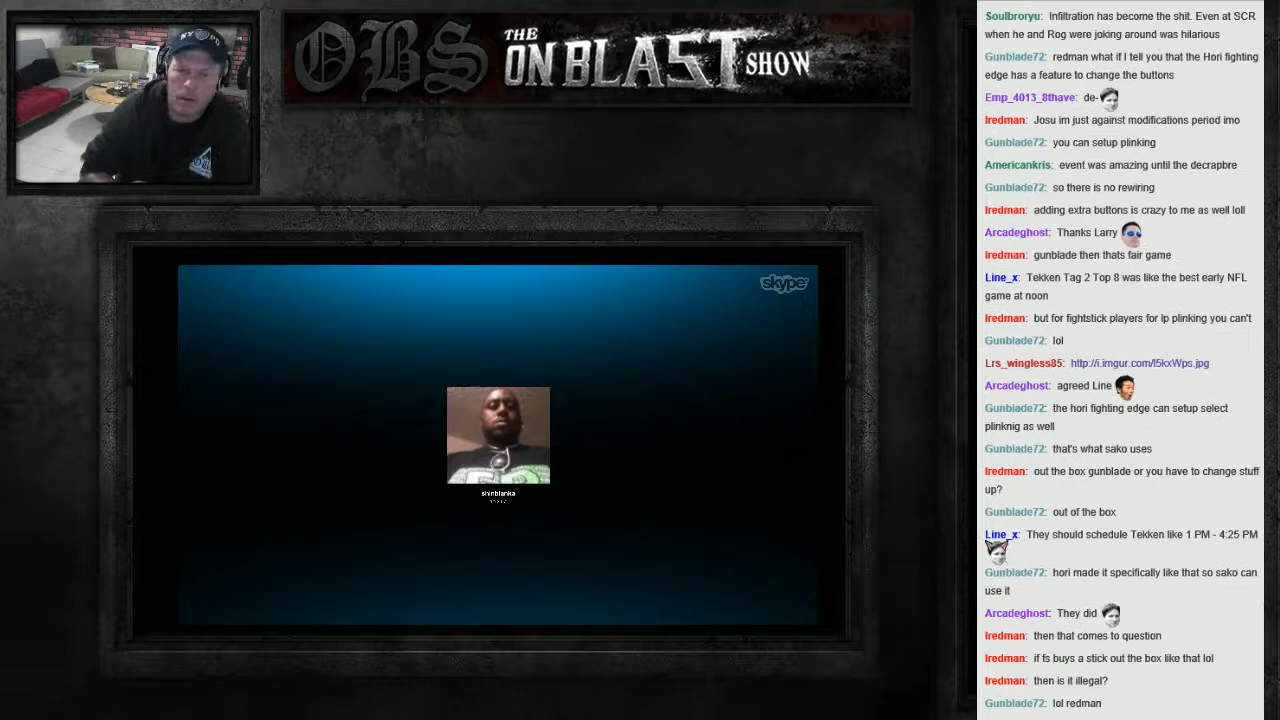 NYPD
OBS
THE
ON BLAST
SHOW
skype
shinblanka
Soulbroryu: Infiltration has become the shit. Even at SCR
when he and Rog were joking around was hilarious
Gunblade72: redman what if I tell you that the Hori fighting
edge has a feature to change the buttons
Emp_4013_8thave: de-
Iredman: Josu im just against modifications period imo
Gunblade72: you can setup plinking
Americankris: event was amazing until the decrapbre
Gunblade72: so there is no rewiring
Iredman: adding extra buttons is crazy to me as well loll
Arcadeghost: Thanks Larry
Iredman: gunblade then thats fair game
Line_x: Tekken Tag 2 Top 8 was like the best early NFL
game at noon
Iredman: but for fightstick players for lp plinking you can't
Gunblade72: lol
Lrs_wingless85: http://i.imgur.com/l5kxWps.jpg
Arcadeghost: agreed Line
Gunblade72: the hori fighting edge can setup select
plinknig as well
Gunblade72: that's what sako uses
Iredman: out the box gunblade or you have to change stuff
up?
Gunblade72: out of the box
Line_x: They should schedule Tekken like 1 PM - 4:25 PM
Gunblade72: hori made it specifically like that so sako can
use it
Arcadeghost: They did
Iredman: then that comes to question
Iredman: if fs buys a stick out the box like that lol
Iredman: then is it illegal?
Gunblade72: lol redman